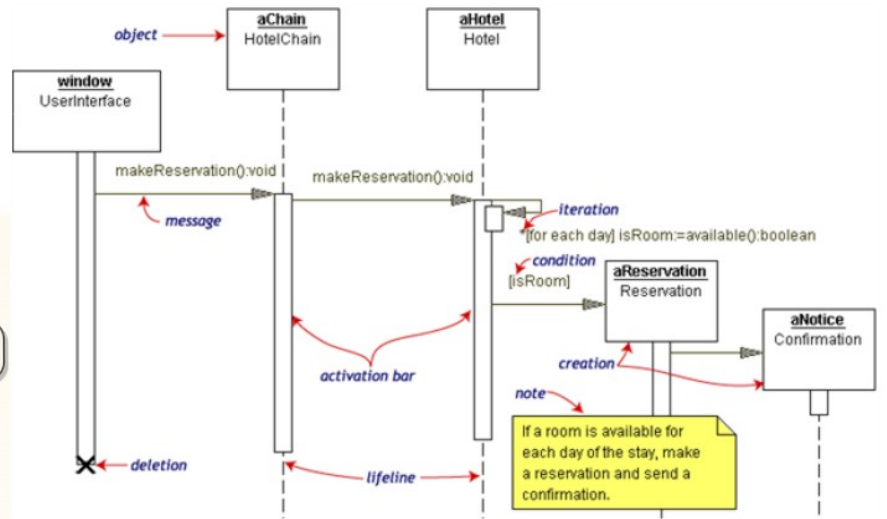 object
aChain
HotelChain
aHotel
Hotel
window
UserInterface
makeReservation():void
makeReservation():void
message
iteration
*[for each day] isRoom:=available():boolean
condition
[isRoom]
aReservation
Reservation
aNotice
Confirmation
activation bar
creation
note
If a room is available for
each day of the stay, make
a reservation and send a
confirmation.
deletion
lifeline